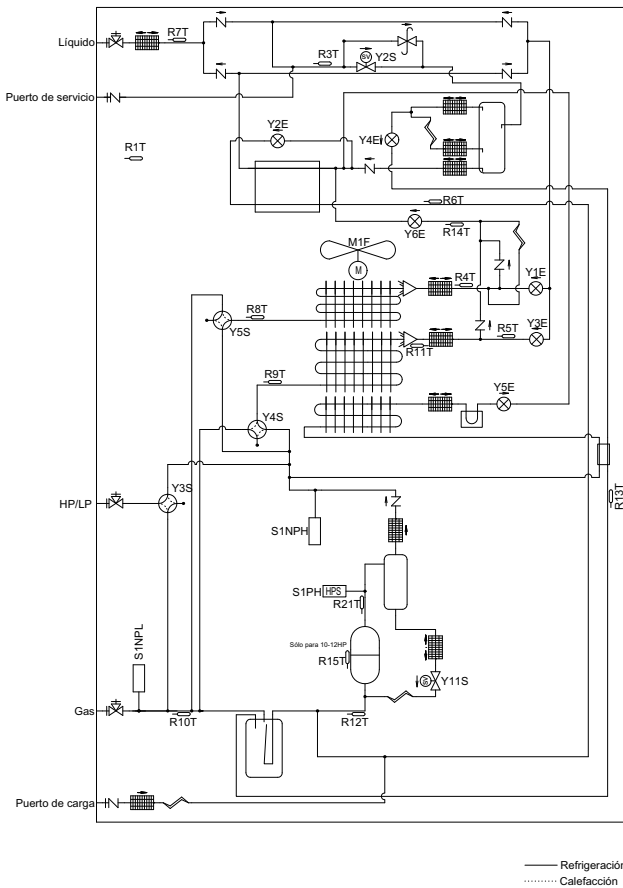 Líquido
R7T
R3T
SV
Y2S
Puerto de servicio
Y2E
Y4E
R1T
R6T
Y6E
R14T
M1F
M
R4T
Y1E
R8T
Y5S
R5T
Y3E
R11T
R9T
Y5E
Y4S
HP/LP
Y3S
R13T
S1NPH
S1PH
HPS
R21T
S1NPL
Sólo para 10-12HP
R15T
SV
Y11S
Gas
R10T
R12T
Puerto de carga
Refrigeración
Calefacción